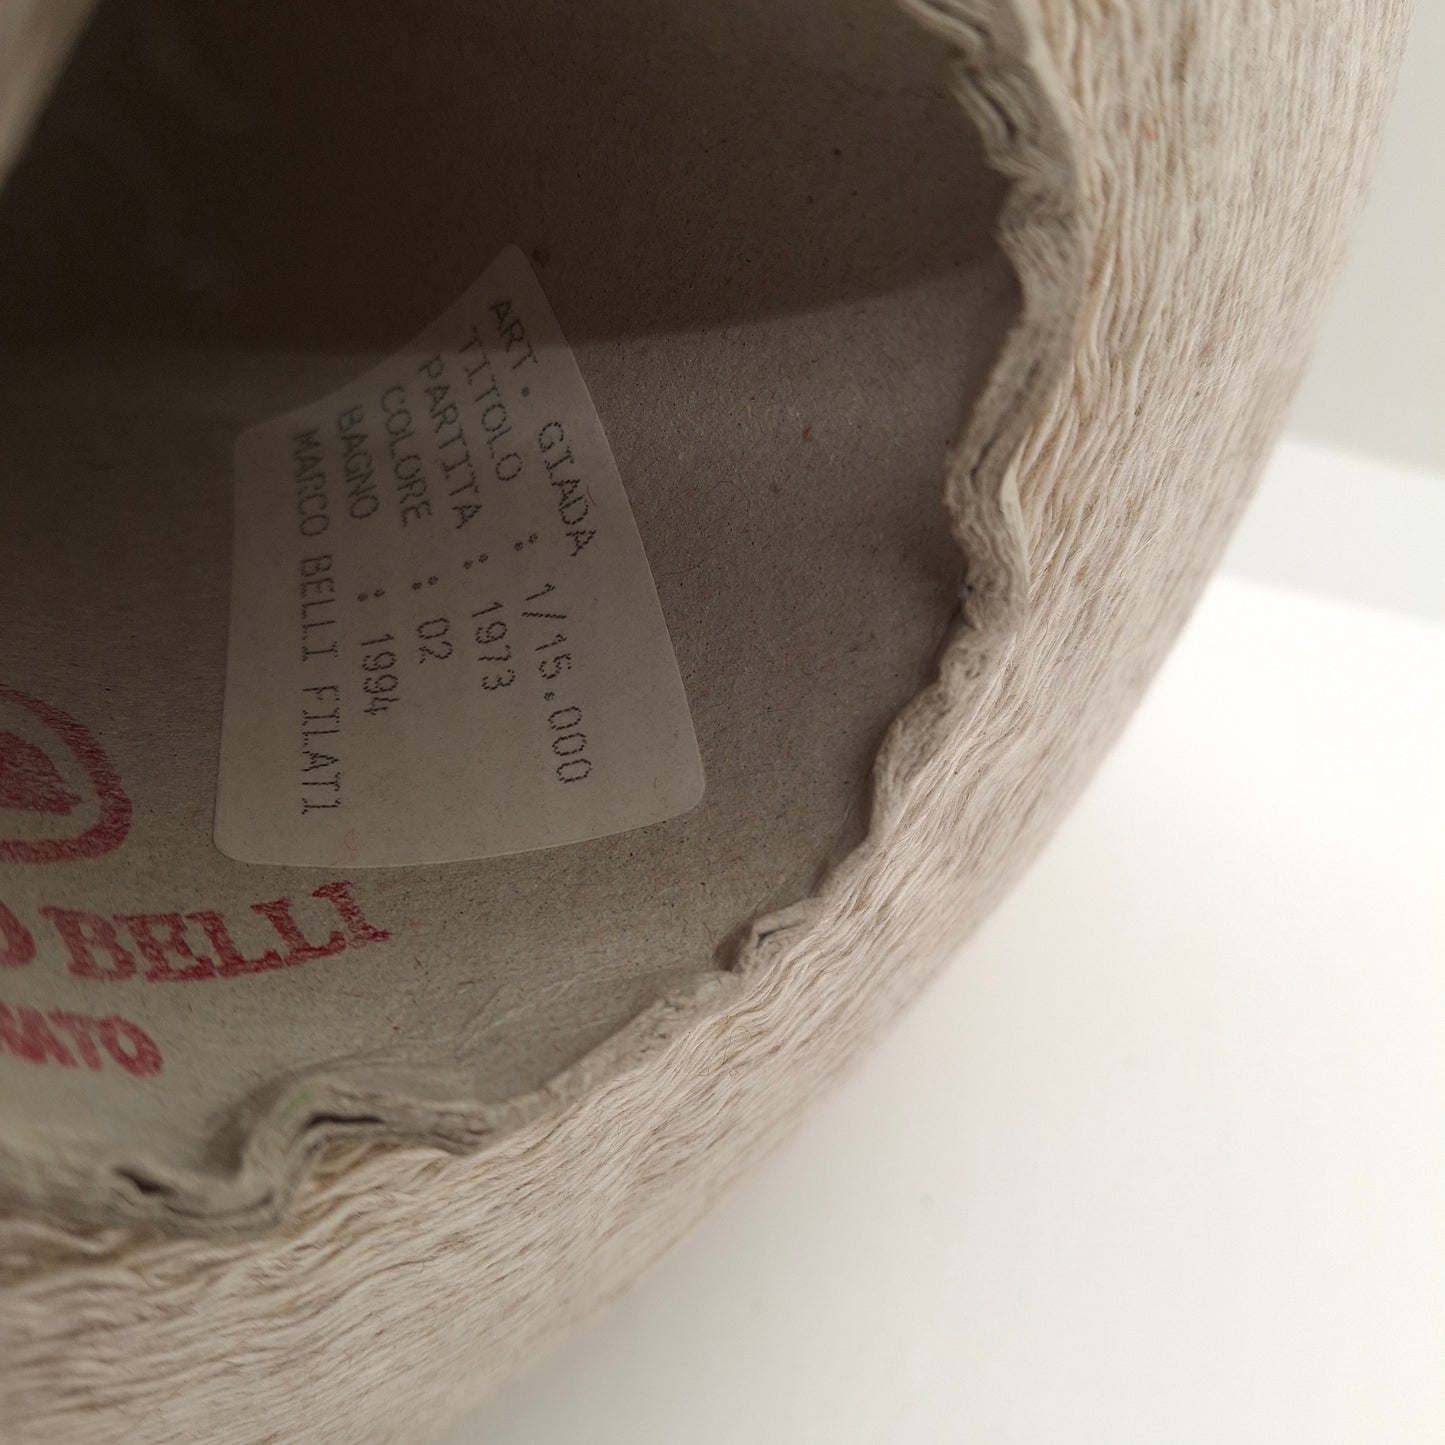 ART. GIADA
TITOLO : 1/15.000
PARTITA : 1973
COLORE : 02
BAGNO : 1994
MARCO BELLI FILATI
BELLI